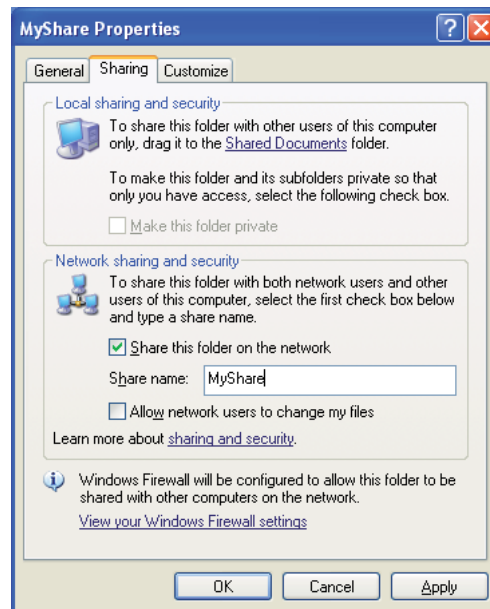 MyShare Properties
General Sharing Customize
Local sharing and security
To share this folder with other users of this computer
only, drag it to the Shared Documents folder.
To make this folder and its subfolders private so that
only you have access, select the following check box.
Make this folder private
Network sharing and security
To share this folder with both network users and other
users of this computer, select the first check box below
and type a share name.
Share this folder on the network
Share name: MyShare
Allow network users to change my files
Learn more about sharing and security.
Windows Firewall will be configured to allow this folder to be
shared with other computers on the network.
View your Windows Firewall settings
OK Cancel Apply